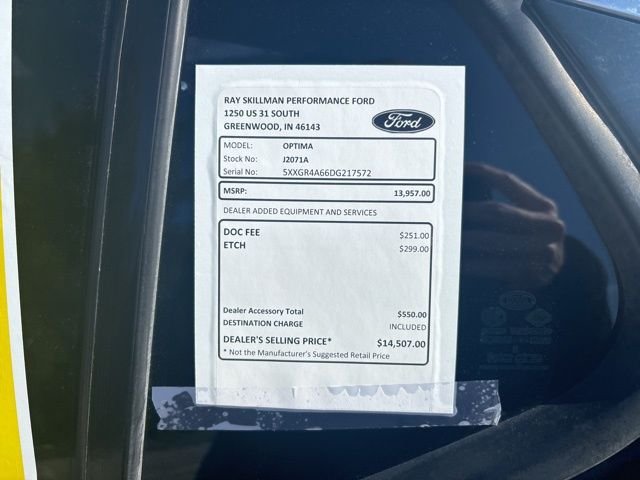 RAY SKILLMAN PERFORMANCE FORD
1250 US 31 SOUTH
GREENWOOD, IN 46143
Ford
MODEL: OPTIMA
Stock No: J2071A
Serial No: 5XXGR4A66DG217572
MSRP: 13,957.00
DEALER ADDED EQUIPMENT AND SERVICES
DOC FEE $251.00
ETCH $299.00
Dealer Accessory Total $550.00
DESTINATION CHARGE INCLUDED
DEALER'S SELLING PRICE* $14,507.00
* Not the Manufacturer's Suggested Retail Price